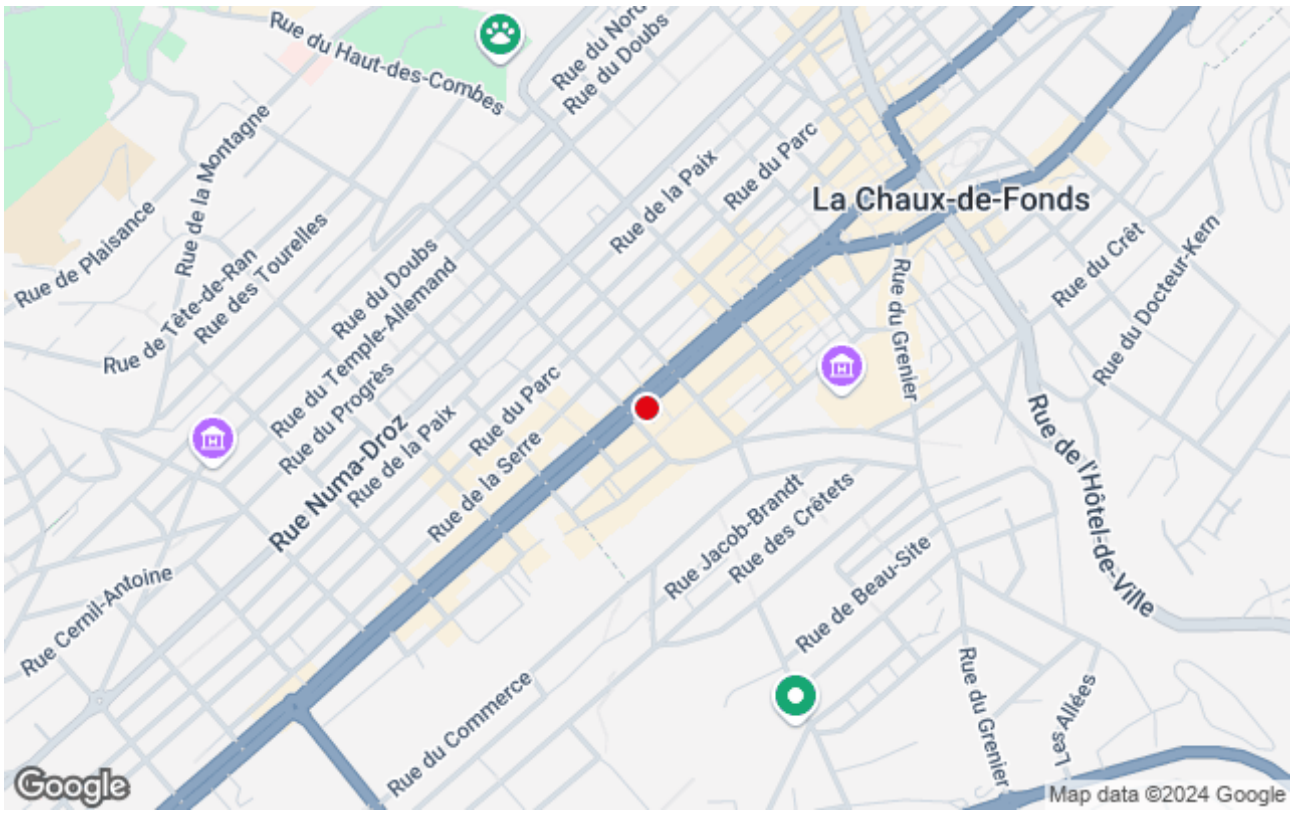 Rue du Haut-des-Combes
Rue du Nord
Rue du Doubs
Rue de la Montagne
Rue du Parc
Rue de la Paix
La Chaux-de-Fonds
Rue de Plaisance
Rue des Tourelles
Rue de Tête-de-Ran
Rue du Doubs
Rue du Temple-Allemand
Rue du Progrès
Rue Numa-Droz
Rue de la Paix
Rue du Parc
Rue de la Serre
Rue du Grenier
Rue du Crêt
Rue du Docteur-Kern
Rue de l'Hôtel-de-Ville
Rue Jacob-Brandt
Rue des Crêtets
Rue de Beau-Site
Rue Cernil-Antoine
Rue du Commerce
Rue du Grenier
Les Allées
Google
Map data ©2024 Google